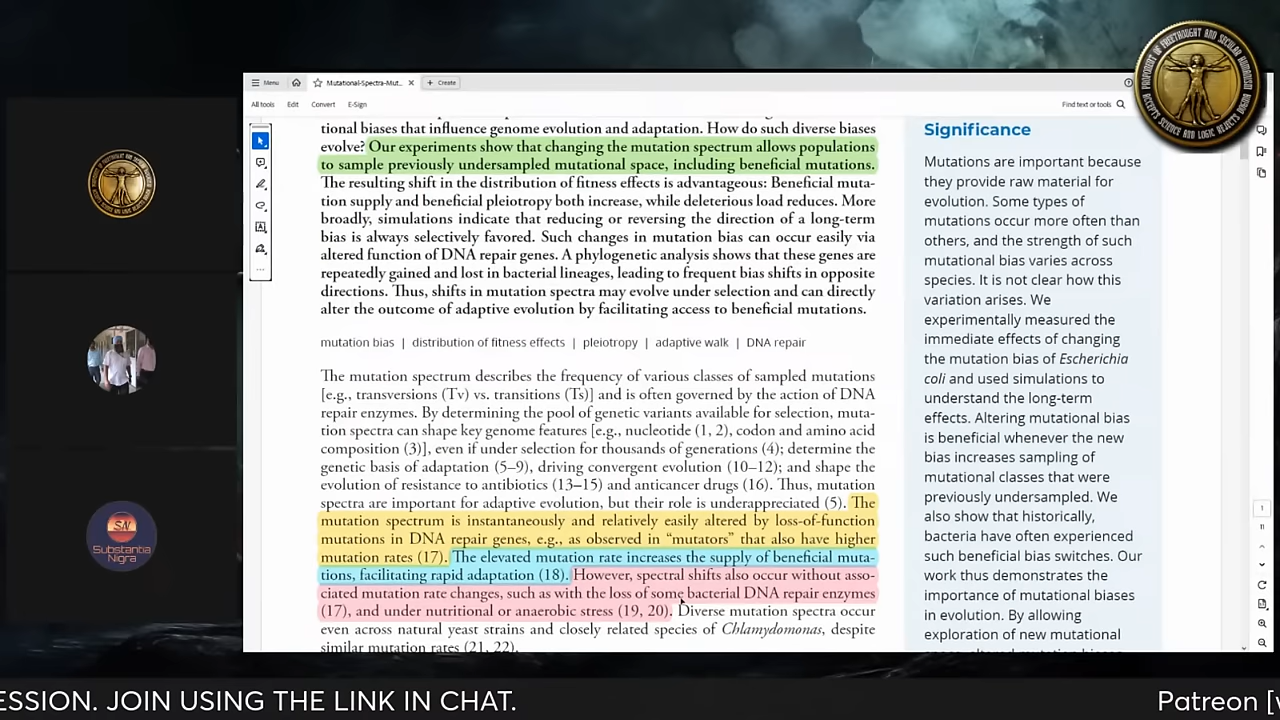 Menu
Mutational-Spectra-Mut...
Create
All tools
Edit
Convert
E-Sign
Find text or tools
tional biases that influence genome evolution and adaptation. How do such diverse biases
evolve? Our experiments show that changing the mutation spectrum allows populations
to sample previously undersampled mutational space, including beneficial mutations.
The resulting shift in the distribution of fitness effects is advantageous: Beneficial muta-
tion supply and beneficial pleiotropy both increase, while deleterious load reduces. More
broadly, simulations indicate that reducing or reversing the direction of a long-term
bias is always selectively favored. Such changes in mutation bias can occur easily via
altered function of DNA repair genes. A phylogenetic analysis shows that these genes are
repeatedly gained and lost in bacterial lineages, leading to frequent bias shifts in opposite
directions. Thus, shifts in mutation spectra may evolve under selection and can directly
alter the outcome of adaptive evolution by facilitating access to beneficial mutations.
mutation bias | distribution of fitness effects | pleiotropy | adaptive walk | DNA repair
The mutation spectrum describes the frequency of various classes of sampled mutations
[e.g., transversions (Tv) vs. transitions (Ts)] and is often governed by the action of DNA
repair enzymes. By determining the pool of genetic variants available for selection, muta-
tion spectra can shape key genome features [e.g., nucleotide (1, 2), codon and amino acid
composition (3)], even if under selection for thousands of generations (4); determine the
genetic basis of adaptation (5–9), driving convergent evolution (10–12); and shape the
evolution of resistance to antibiotics (13–15) and anticancer drugs (16). Thus, mutation
spectra are important for adaptive evolution, but their role is underappreciated (5). The
mutation spectrum is instantaneously and relatively easily altered by loss-of-function
mutations in DNA repair genes, e.g., as observed in “mutators” that also have higher
mutation rates (17). The elevated mutation rate increases the supply of beneficial muta-
tions, facilitating rapid adaptation (18). However, spectral shifts also occur without asso-
ciated mutation rate changes, such as with the loss of some bacterial DNA repair enzymes
(17), and under nutritional or anaerobic stress (19, 20). Diverse mutation spectra occur
even across natural yeast strains and closely related species of Chlamydomonas, despite
similar mutation rates (21, 22).
Significance
Mutations are important because
they provide raw material for
evolution. Some types of
mutations occur more often than
others, and the strength of such
mutational bias varies across
species. It is not clear how this
variation arises. We
experimentally measured the
immediate effects of changing
the mutation bias of Escherichia
coli and used simulations to
understand the long-term
effects. Altering mutational bias
is beneficial whenever the new
bias increases sampling of
mutational classes that were
previously undersampled. We
also show that historically,
bacteria have often experienced
such beneficial bias switches. Our
work thus demonstrates the
importance of mutational biases
in evolution. By allowing
exploration of new mutational
1
11
PROPONENT OF FREETHOUGHT AND SECULAR HUMANISM
ACCEPTS SCIENCE AND LOGIC REJECTS DOGMA
SN
Substantia
Nigra
ESSION. JOIN USING THE LINK IN CHAT.
Patreon [